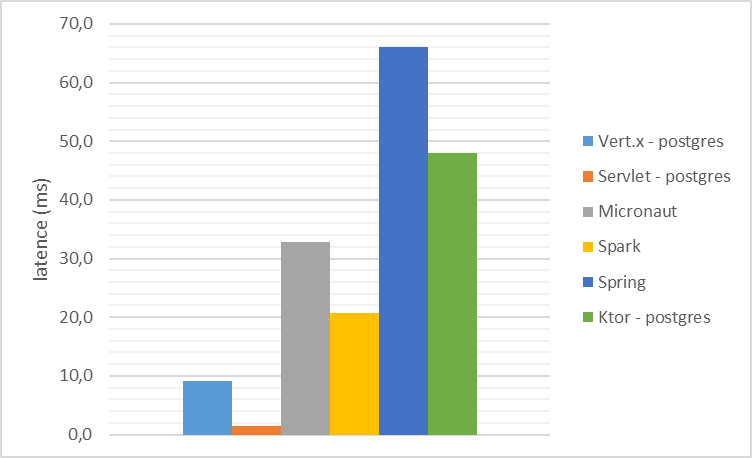 70,0
60,0
50,0
40,0
30,0
20,0
10,0
0,0
latence (ms)
Vert.x - postgres
Servlet - postgres
Micronaut
Spark
Spring
Ktor - postgres